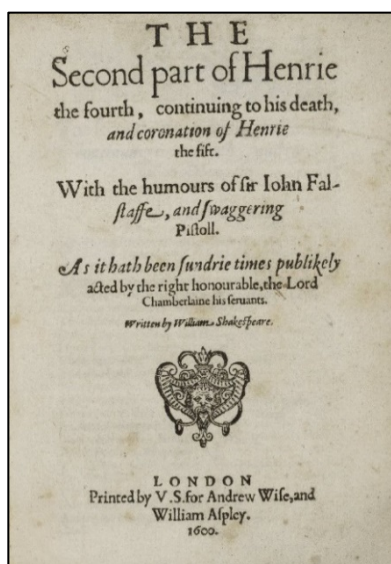 THE
Second part of Henrie
the fourth, continuing to his death,
and coronation of Henrie
the fift.
With the humours of sir Iohn Fal-
staffe, and swaggering
Pistoll.
As it hath been sundrie times publikely
acted by the right honourable, the Lord
Chamberlaine his seruants.
Written by William Shakespeare.
LONDON
Printed by V.S. for Andrew Wise, and
William Aspley.
1600.